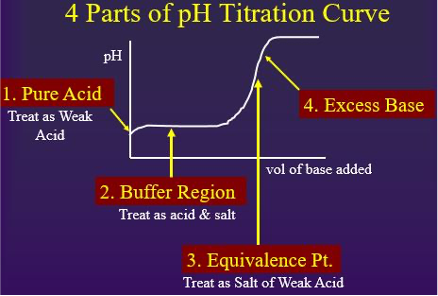 4 Parts of pH Titration Curve
pH
1. Pure Acid
Treat as Weak
Acid
4. Excess Base
vol of base added
2. Buffer Region
Treat as acid & salt
3. Equivalence Pt.
Treat as Salt of Weak Acid